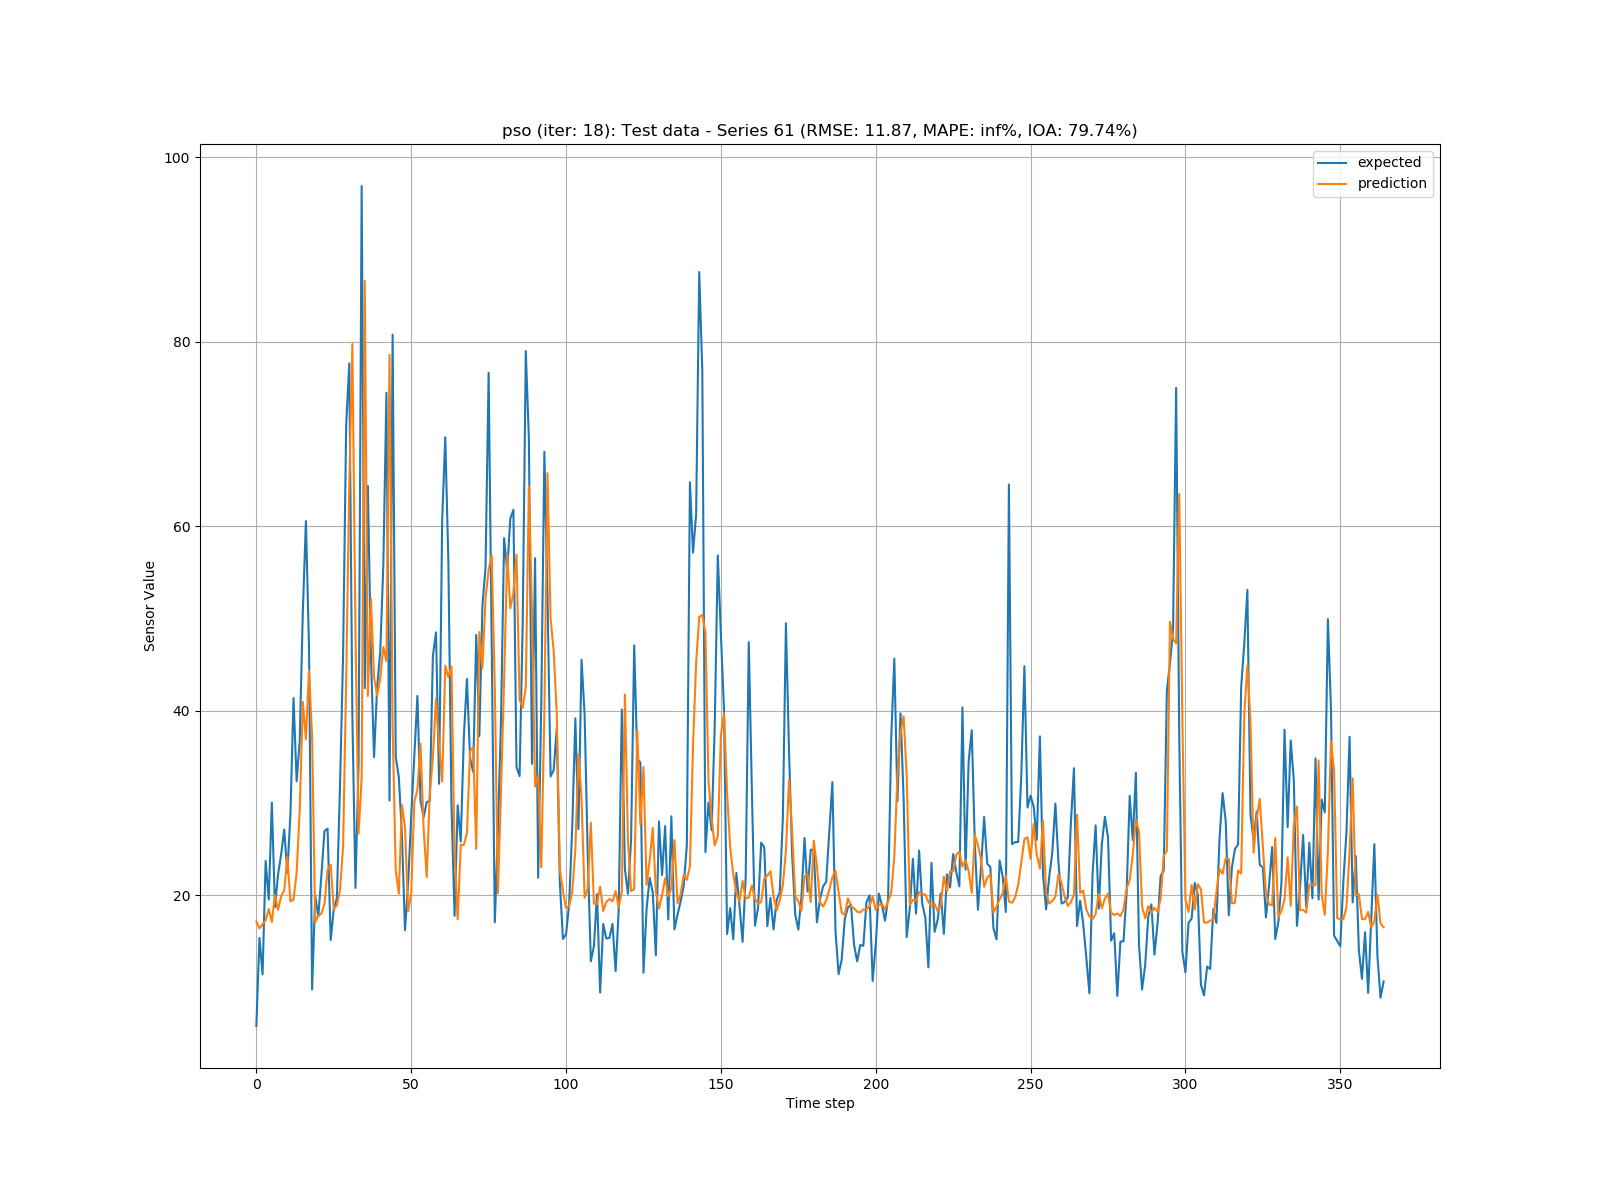 pso (iter: 18): Test data - Series 61 (RMSE: 11.87, MAPE: inf%, IOA: 79.74%)
expected
prediction
100
80
60
40
20
Sensor Value
0 50 100 150 200 250 300 350
Time step